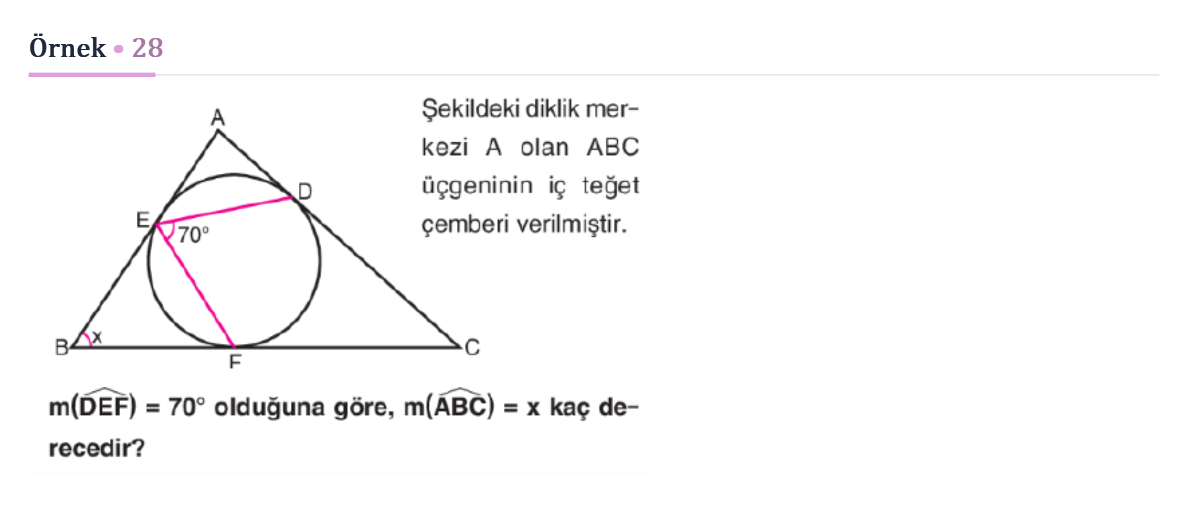 Örnek • 28
A
Şekildeki diklik mer-
kezi A olan ABC
D
üçgeninin iç teğet
E
70°
çemberi verilmiştir.
B
x
C
F
m(DEF) = 70° olduğuna göre, m(ABC) = x kaç de-
recedir?